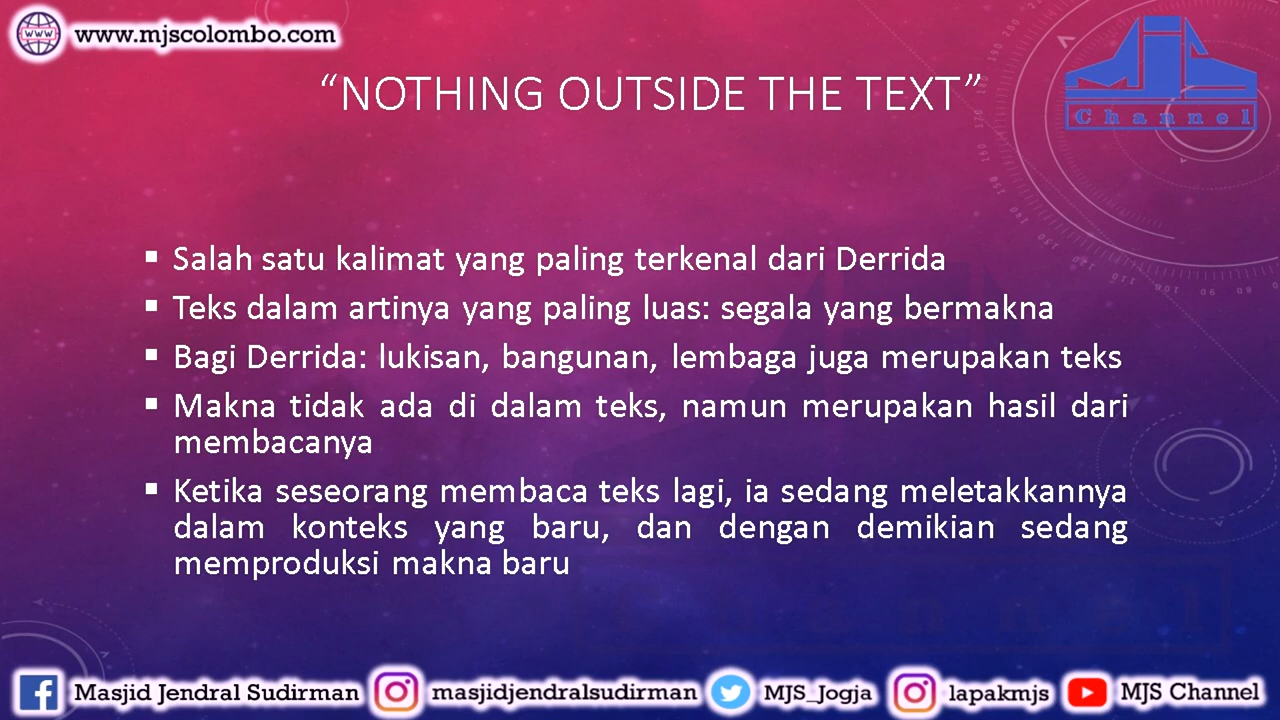 www.mjscolombo.com
MJS
Channel
“NOTHING OUTSIDE THE TEXT”
▪ Salah satu kalimat yang paling terkenal dari Derrida
▪ Teks dalam artinya yang paling luas: segala yang bermakna
▪ Bagi Derrida: lukisan, bangunan, lembaga juga merupakan teks
▪ Makna tidak ada di dalam teks, namun merupakan hasil dari
membacanya
▪ Ketika seseorang membaca teks lagi, ia sedang meletakkannya
dalam konteks yang baru, dan dengan demikian sedang
memproduksi makna baru
Masjid Jendral Sudirman masjidjendralsudirman MJS_Jogja lapakmjs MJS Channel